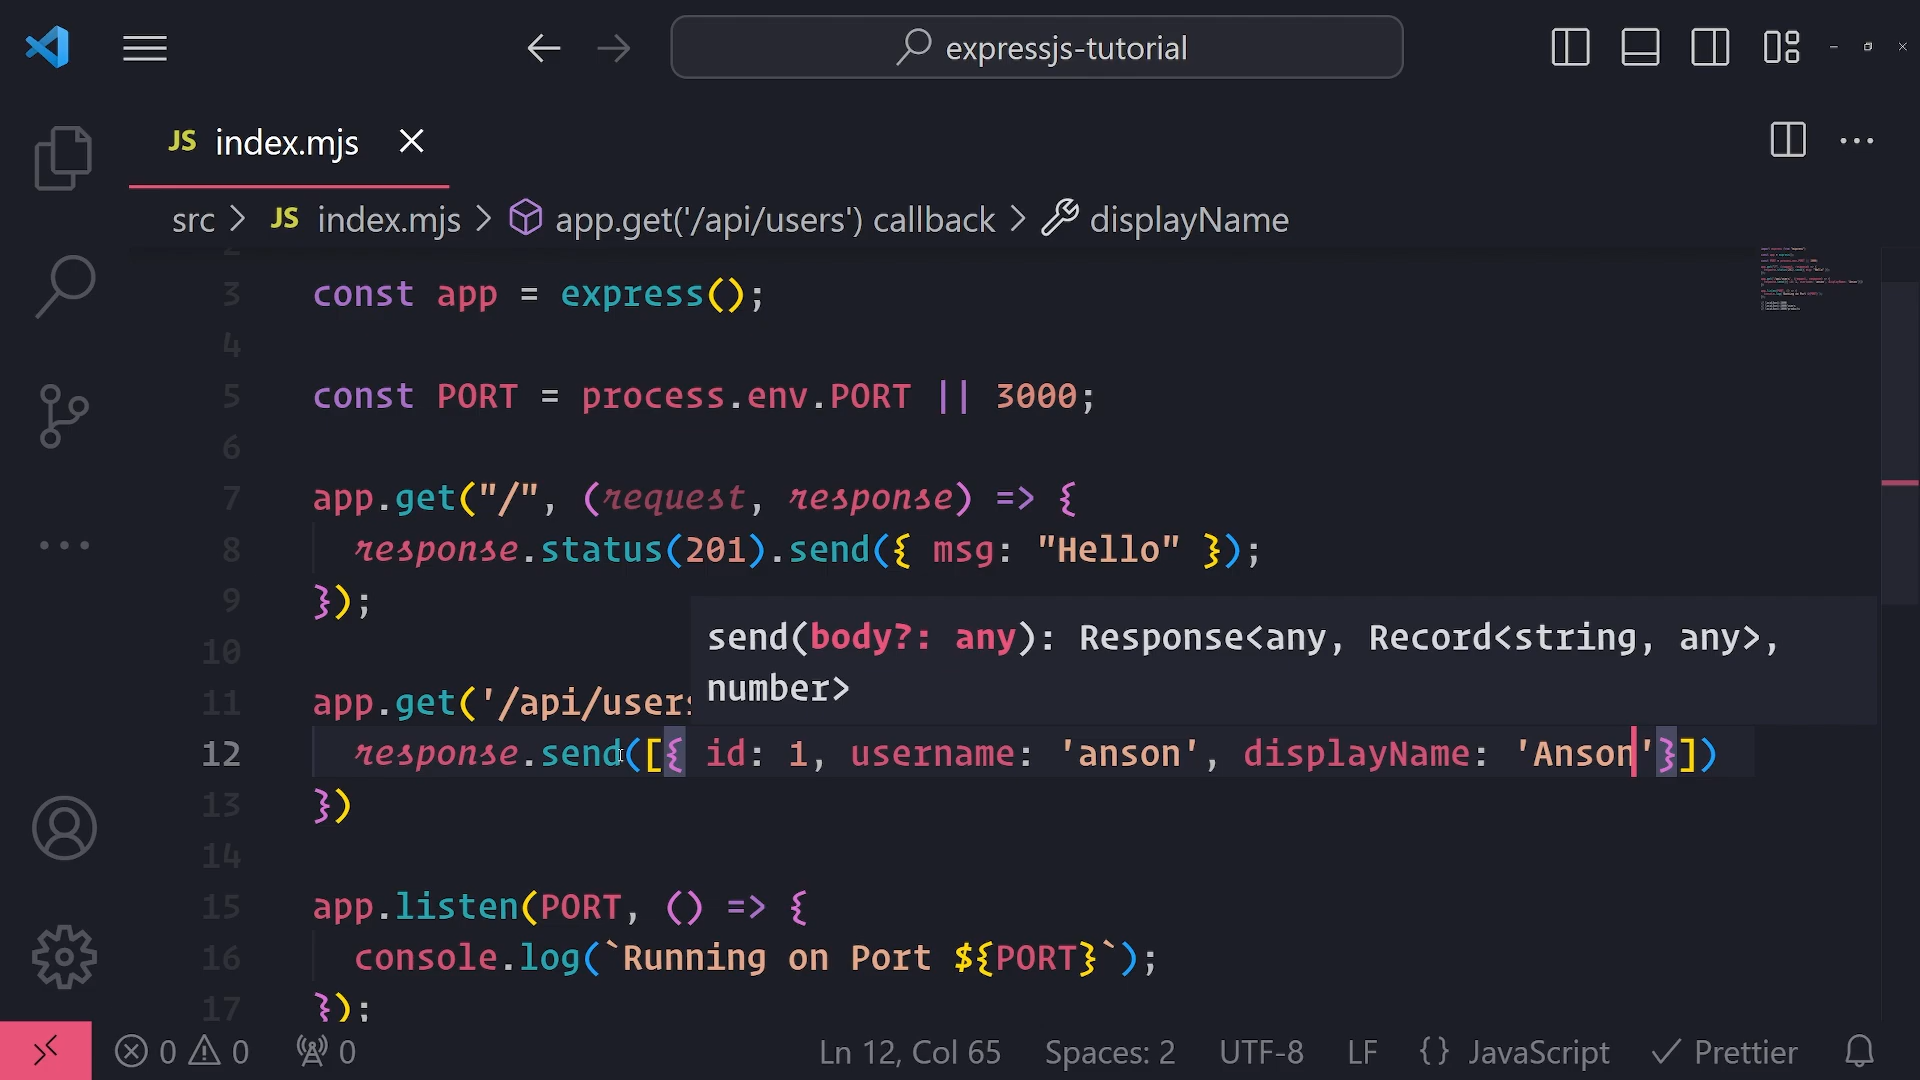 expressjs-tutorial
JS index.mjs
src > JS index.mjs > app.get('/api/users') callback > displayName
2
3 const app = express();
4
5 const PORT = process.env.PORT || 3000;
6
7 app.get("/", (request, response) => {
8 response.status(201).send({ msg: "Hello" });
9 });
send(body?: any): Response<any, Record<string, any>,
number>
10
11 app.get('/api/users
12 response.send([{ id: 1, username: 'anson', displayName: 'Anson'}])
13 })
14
15 app.listen(PORT, () => {
16 console.log(`Running on Port ${PORT}`);
17 });
0 0 0 Ln 12, Col 65 Spaces: 2 UTF-8 LF {} JavaScript Prettier